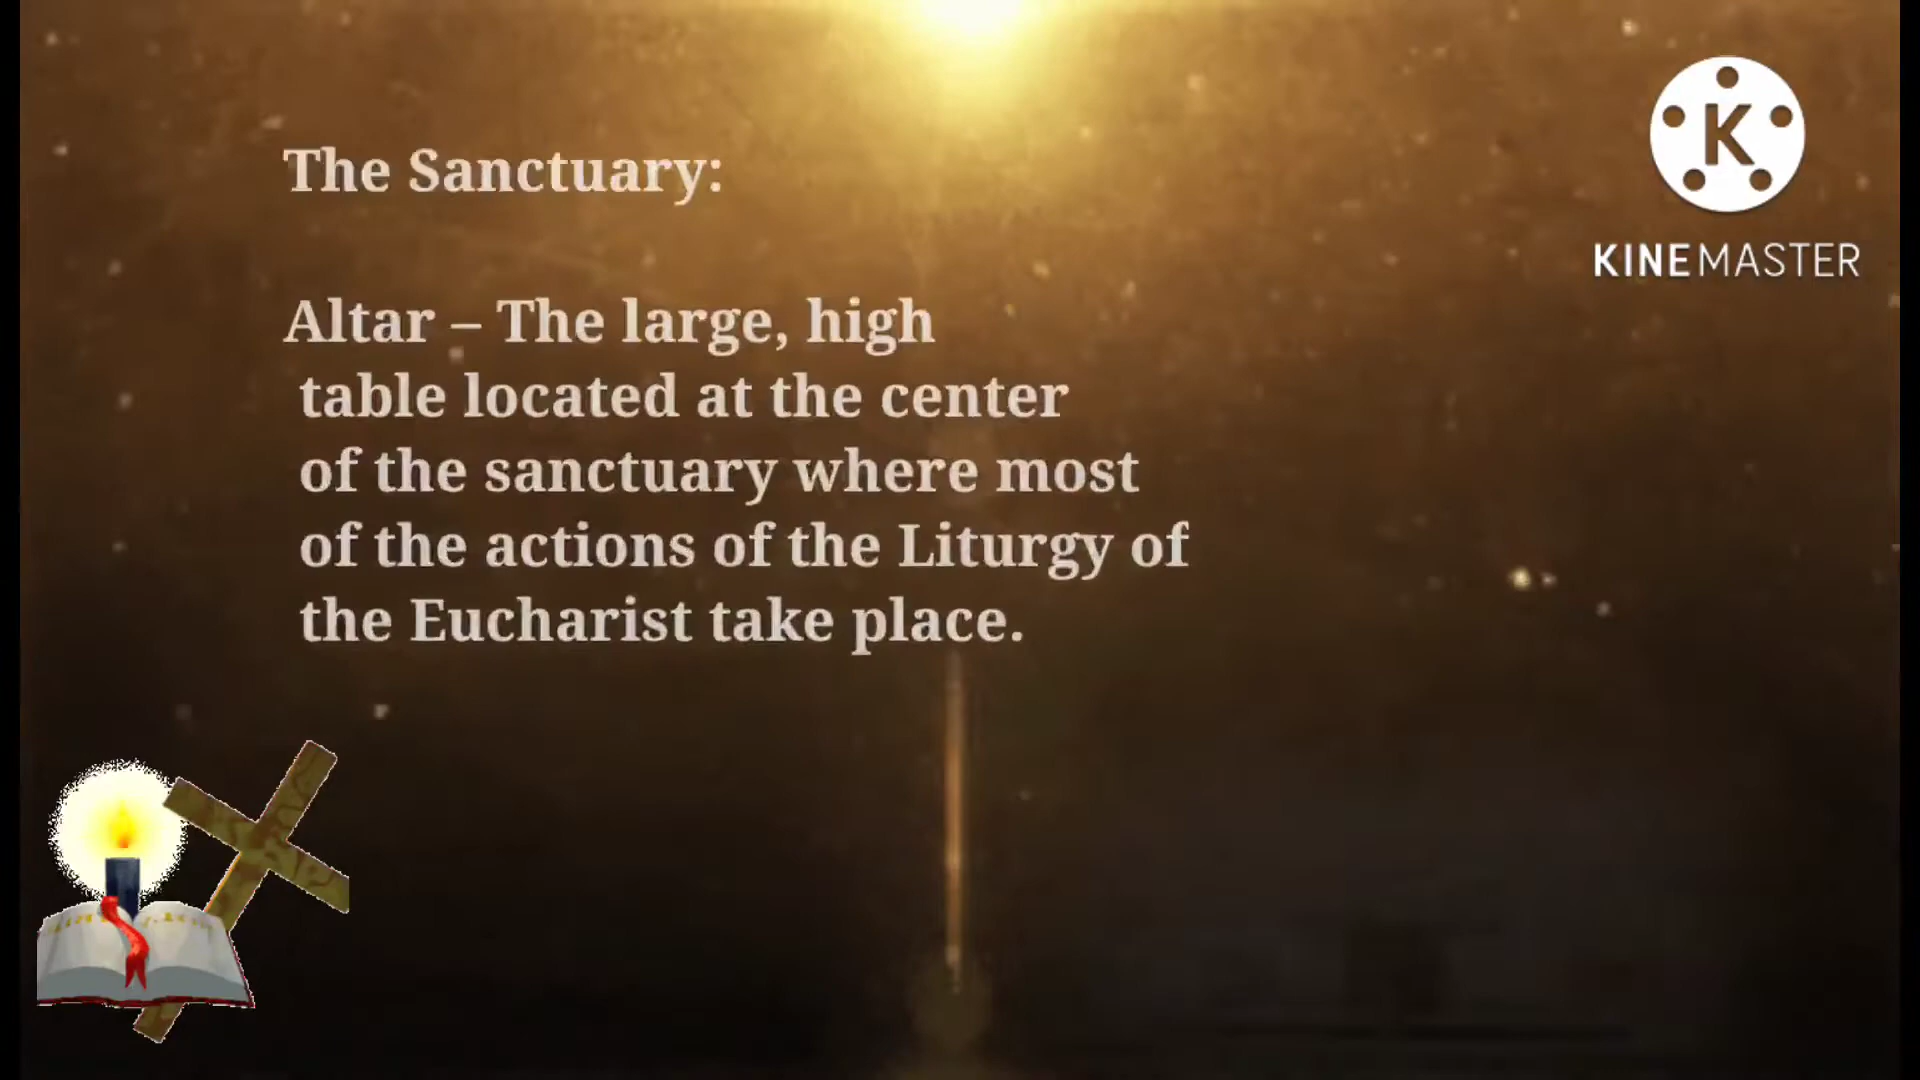 The Sanctuary:
Altar – The large, high
table located at the center
of the sanctuary where most
of the actions of the Liturgy of
the Eucharist take place.
K
KINEMASTER